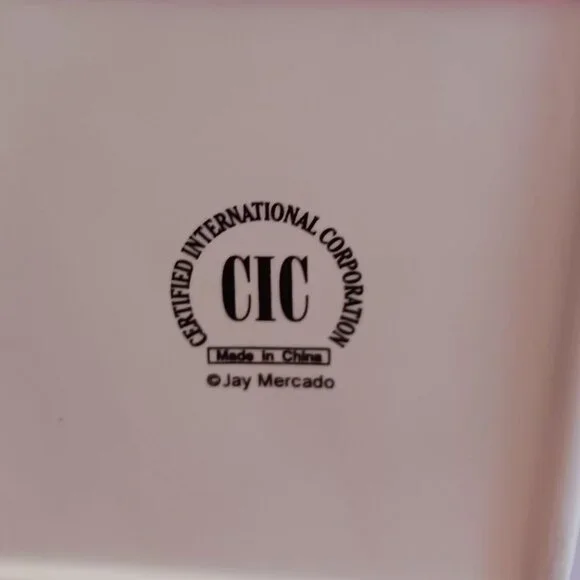 CERTIFIED INTERNATIONAL CORPORATION
CIC
Made in China
©Jay Mercado